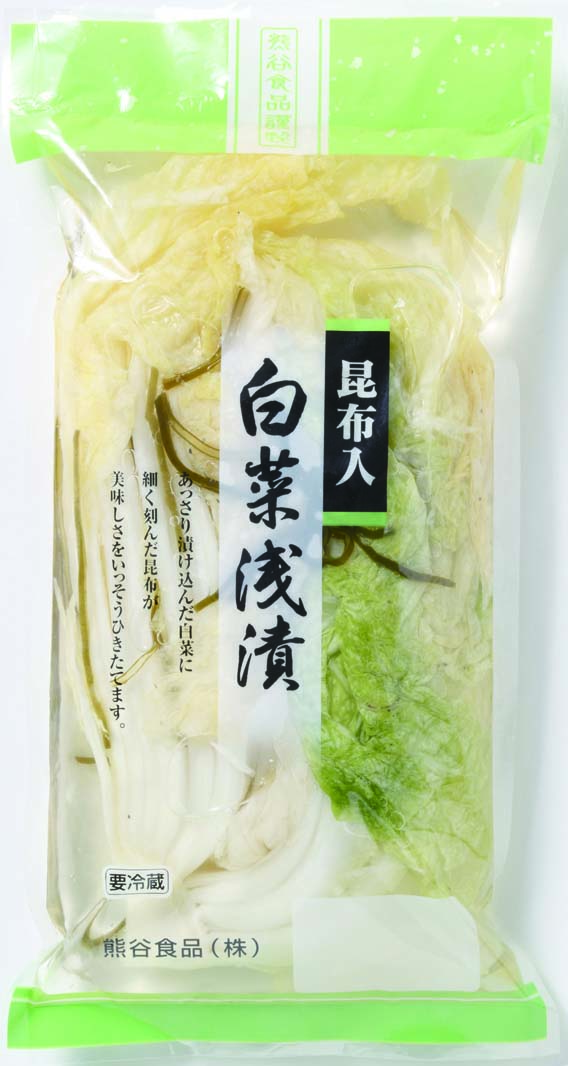 熊谷食品謹製
昆布入
白菜浅漬
あっさり漬け込んだ白菜に
細く刻んだ昆布が
美味しさをいっそうひきたてます。
要冷蔵
熊谷食品（株）